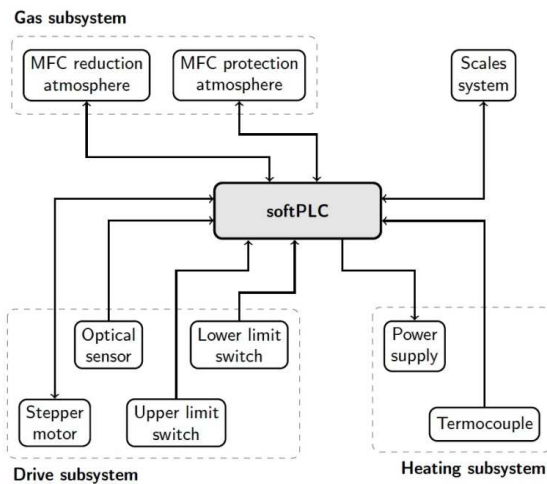 Gas subsystem
MFC reduction
atmosphere
MFC protection
atmosphere
Scales
system
softPLC
Optical
sensor
Lower limit
switch
Power
supply
Stepper
motor
Upper limit
switch
Termocouple
Drive subsystem
Heating subsystem